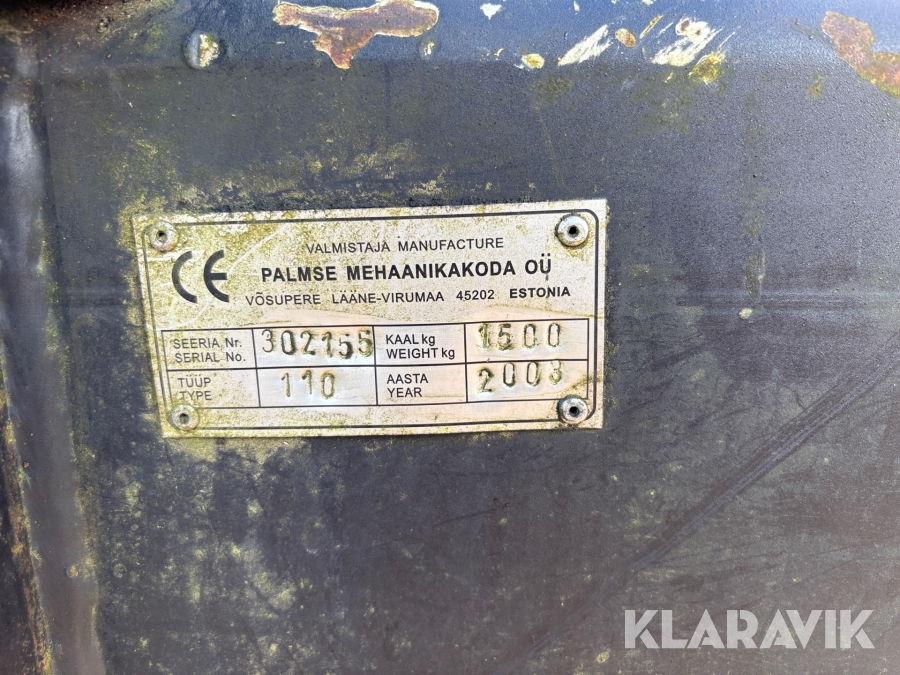 CE
VALMISTAJA MANUFACTURE
PALMSE MEHAANIKAKODA OÜ
VÕSUPERE LÄÄNE-VIRUMAA 45202 ESTONIA
SEERIA Nr. 302155 KAAL kg 1500
SERIAL No. WEIGHT kg
TÜÜP 110 AASTA 2003
TYPE YEAR
KLARAVIK